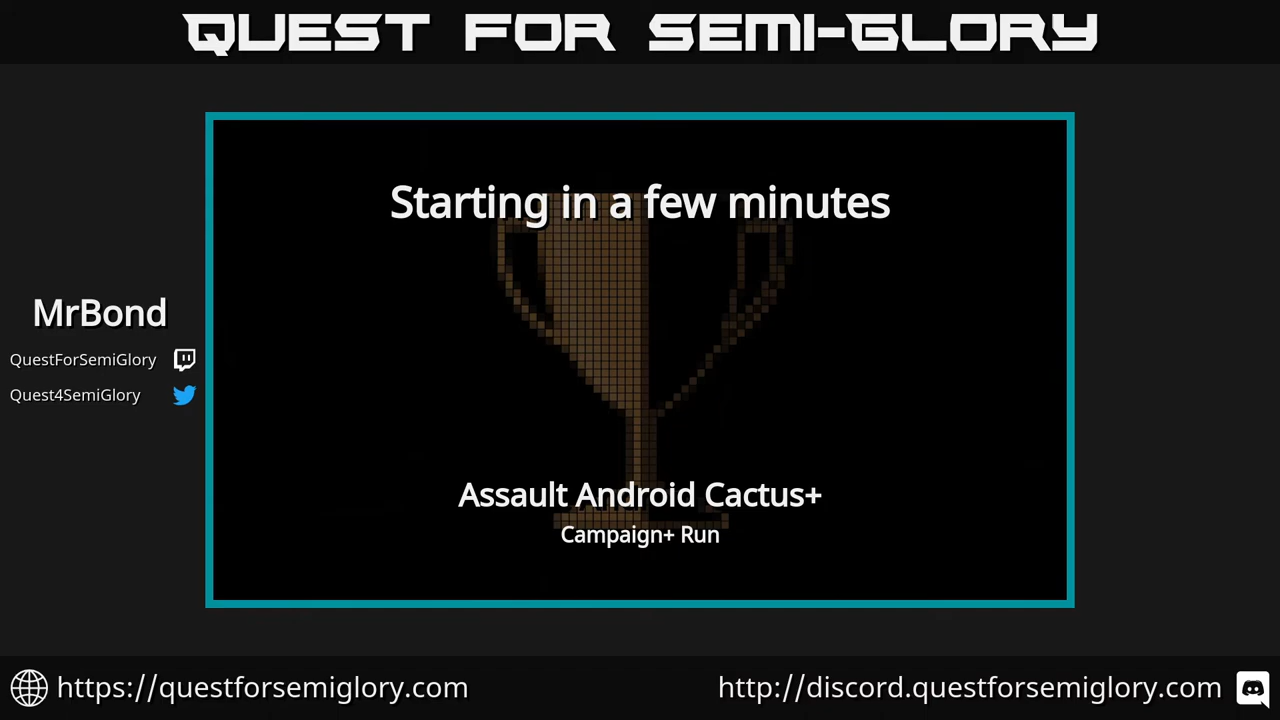 QUEST FOR SEMI-GLORY
Starting in a few minutes
MrBond
QuestForSemiGlory
Quest4SemiGlory
Assault Android Cactus+
Campaign+ Run
https://questforsemiglory.com
http://discord.questforsemiglory.com